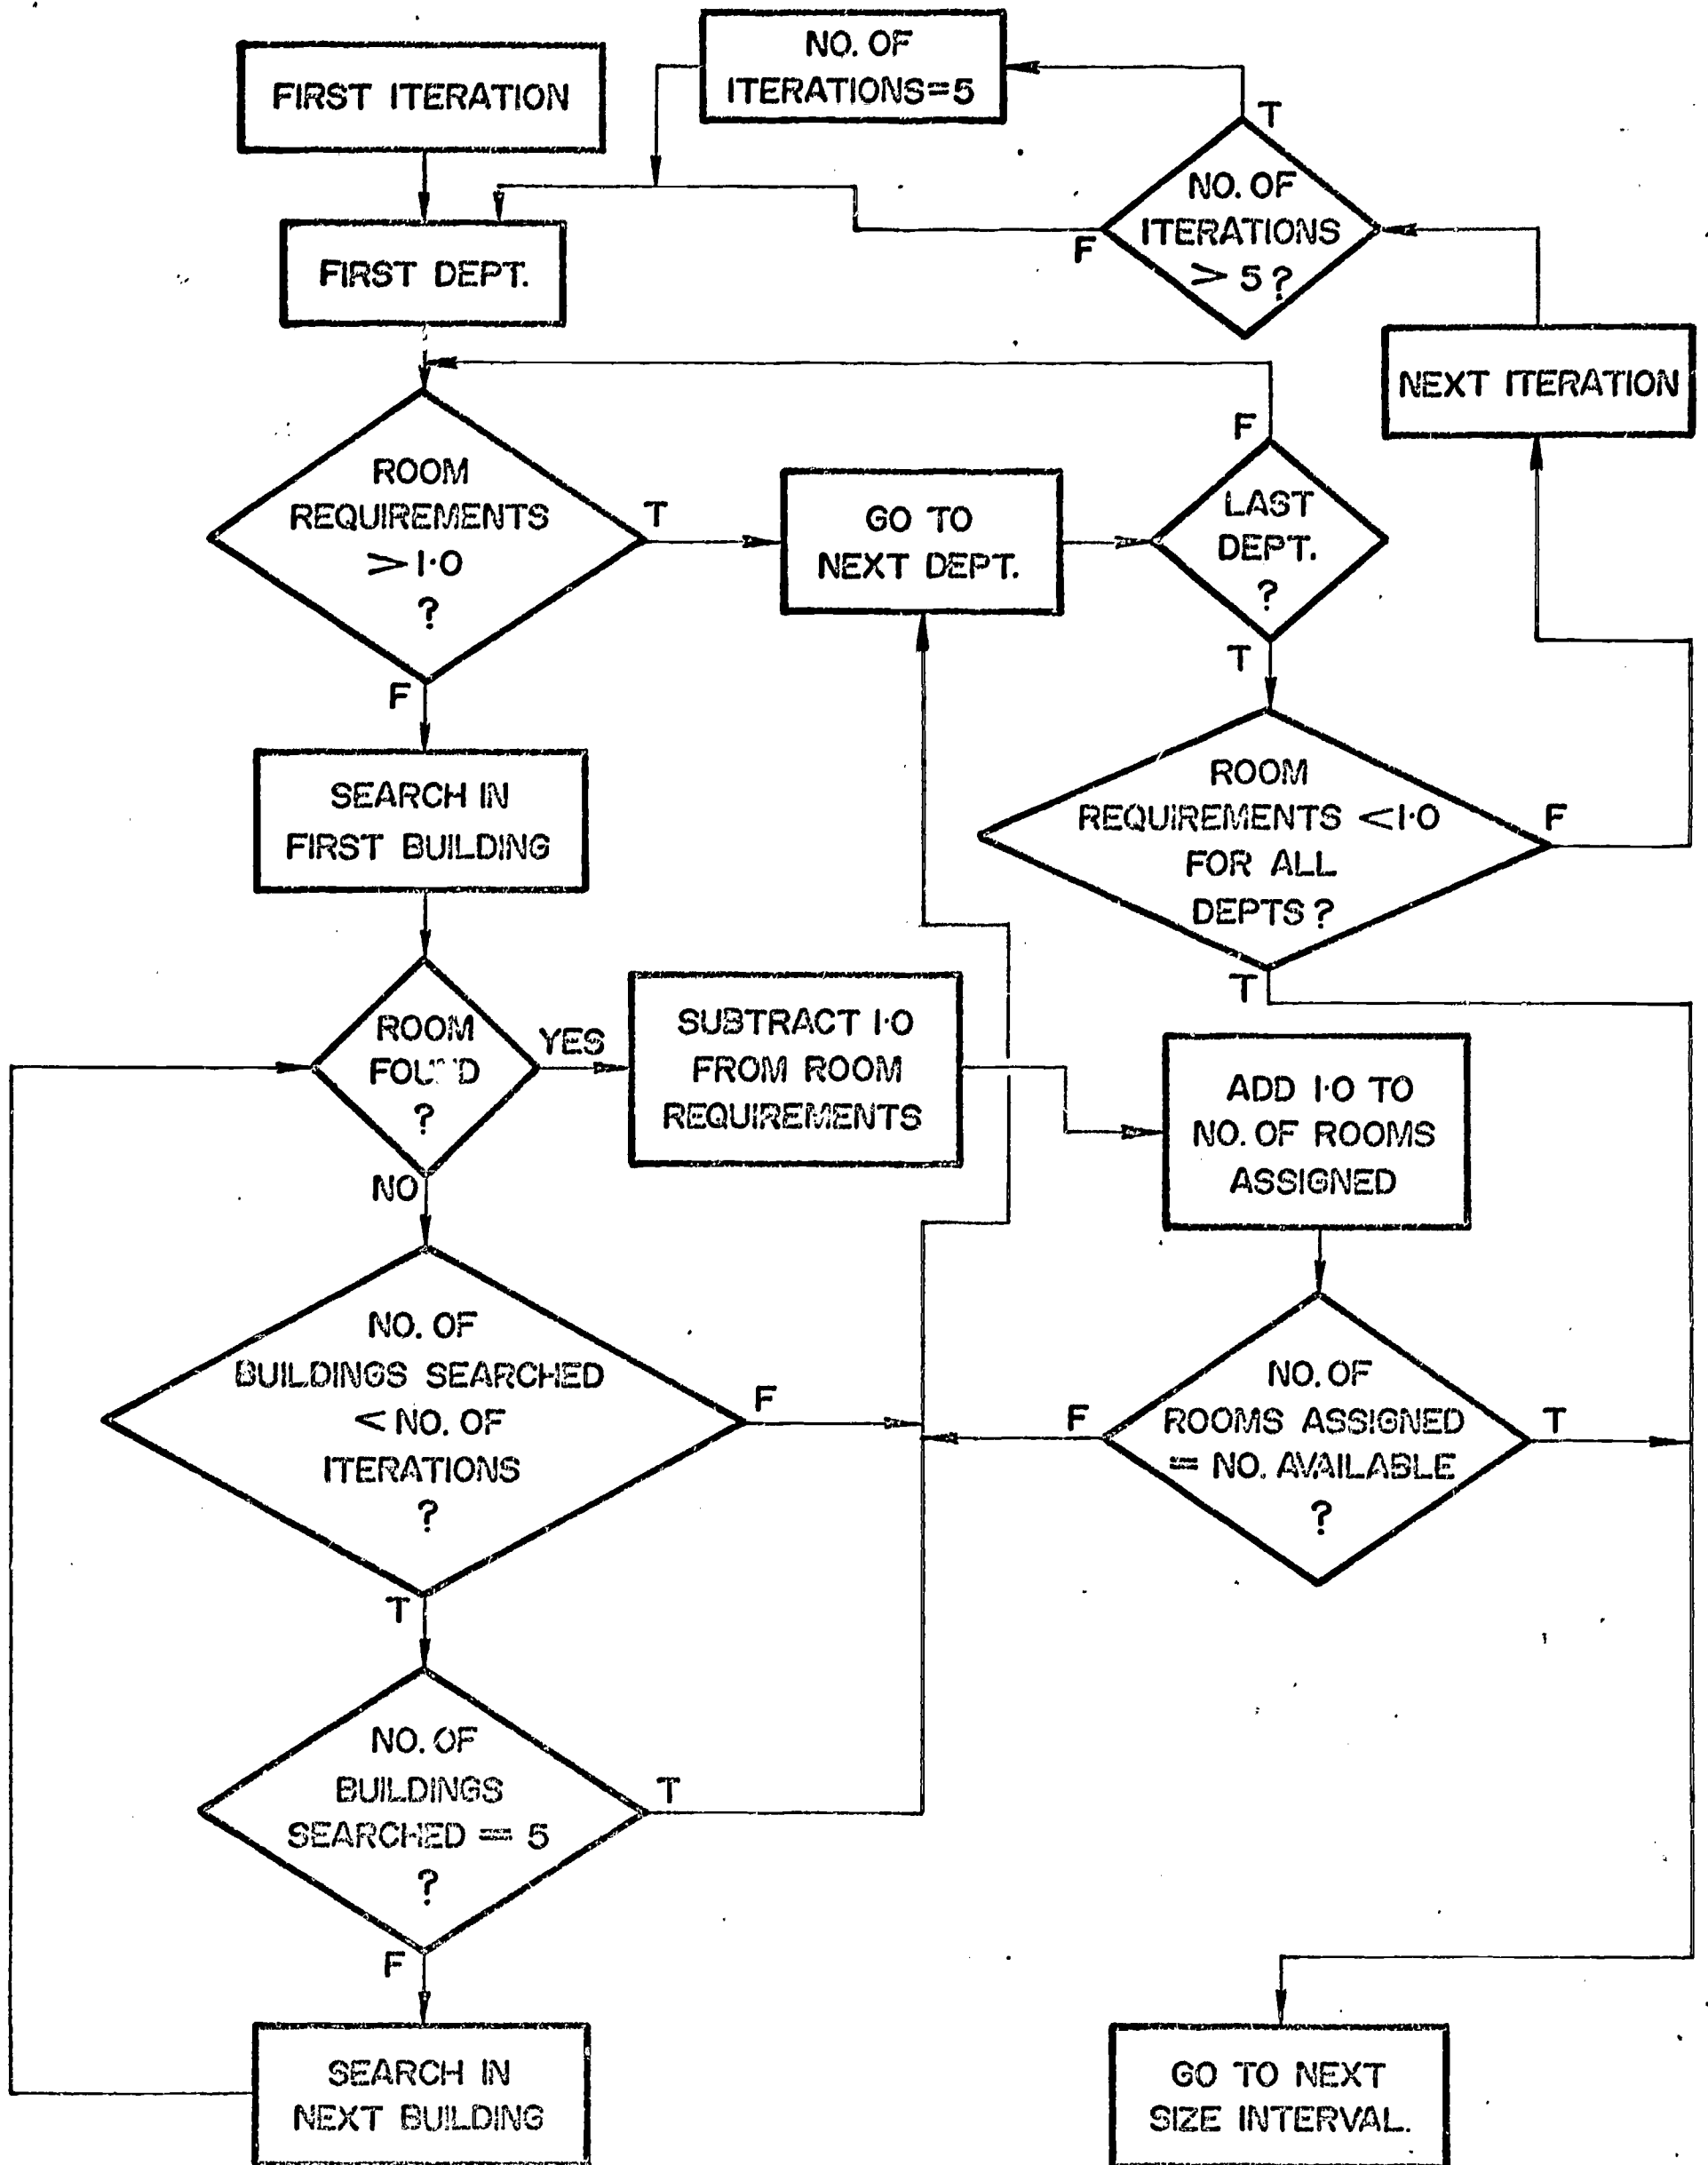 NO. OF
ITERATIONS=5
FIRST ITERATION
T
NO. OF
ITERATIONS
> 5?
F
FIRST DEPT.
NEXT ITERATION
F
ROOM
REQUIREMENTS
>1·0
?
T
GO TO
NEXT DEPT.
LAST
DEPT.
?
T
F
SEARCH IN
FIRST BUILDING
ROOM
REQUIREMENTS <1·0
FOR ALL
DEPTS?
F
T
ROOM
?
YES
NO
SUBTRACT 1·0
FROM ROOM
REQUIREMENTS
ADD 1·0 TO
NO. OF ROOMS
ASSIGNED
NO. OF
BUILDINGS SEARCHED
< NO. OF
ITERATIONS
?
F
T
NO. OF
ROOMS ASSIGNED
= NO. AVAILABLE
?
F
T
NO. OF
BUILDINGS
SEARCHED = 5
?
T
F
SEARCH IN
NEXT BUILDING
GO TO NEXT
SIZE INTERVAL.